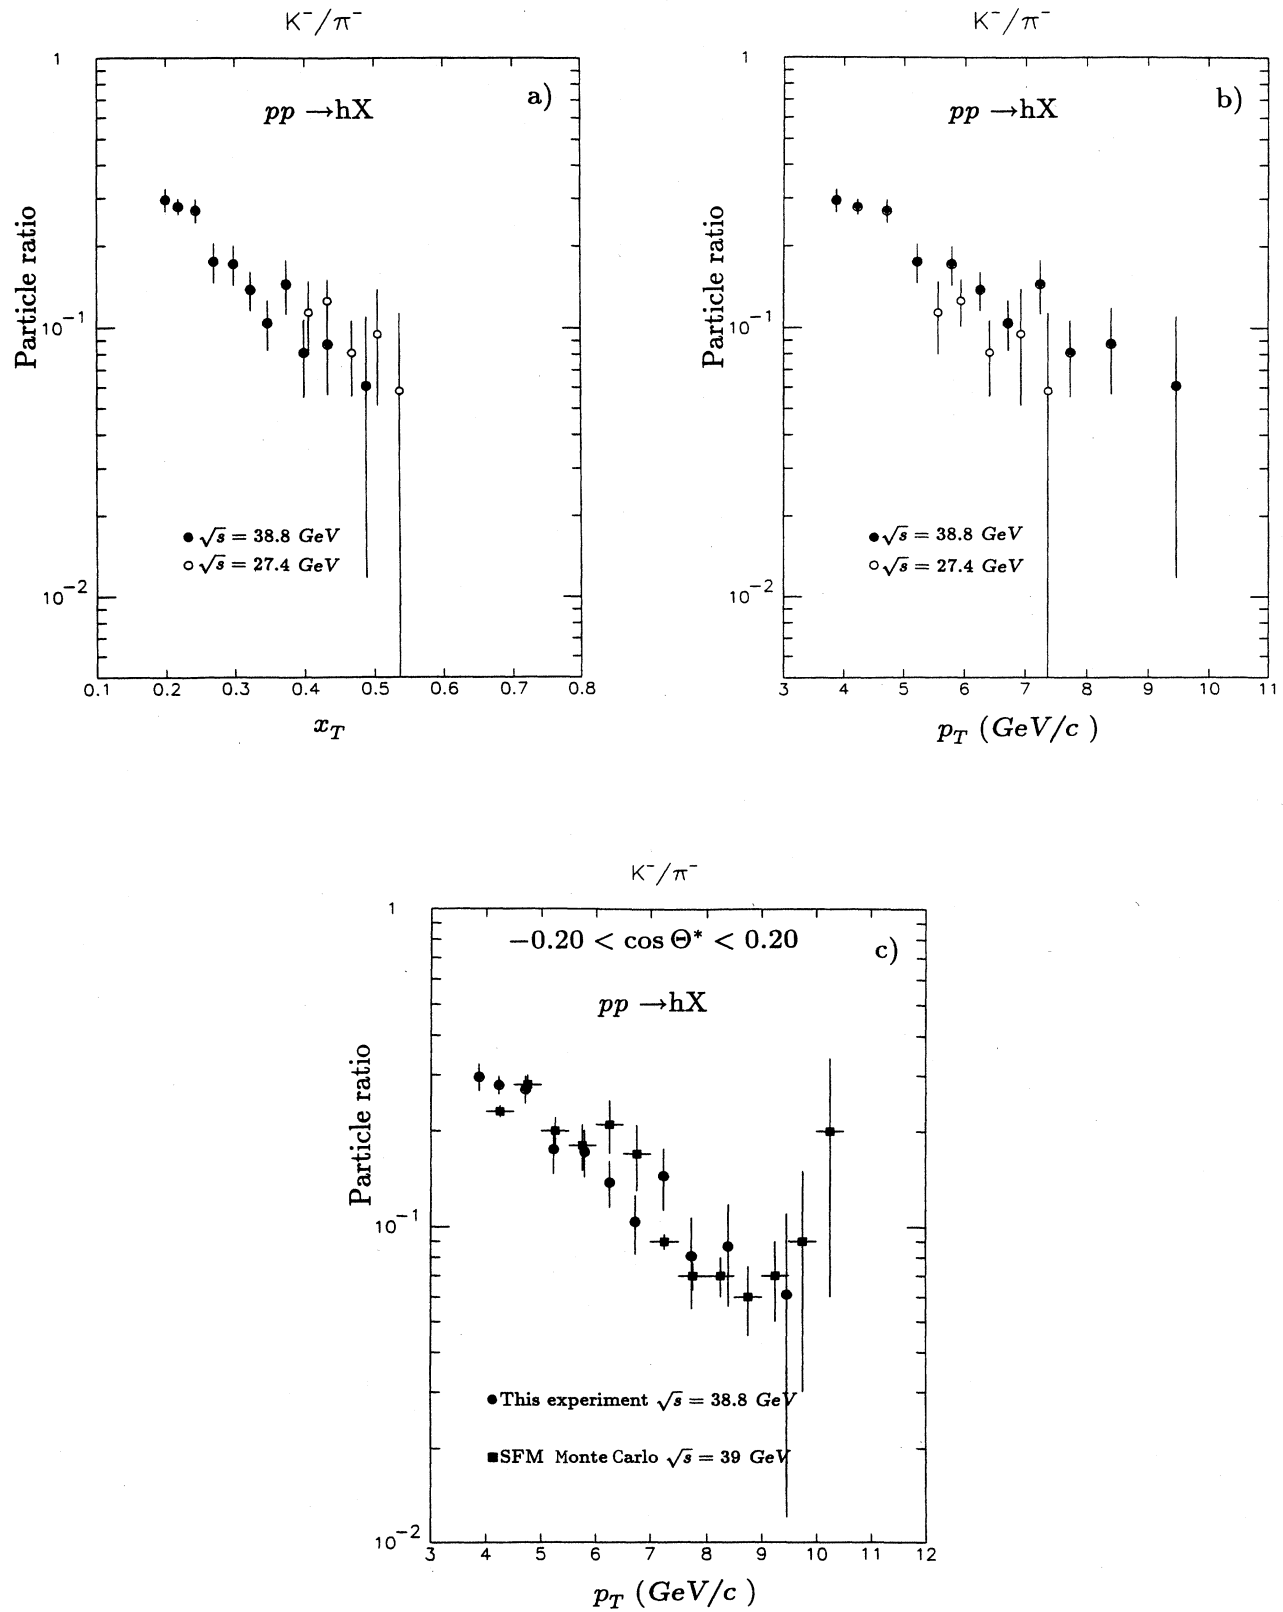 K⁻/π⁻
1
a)
pp →hX
Particle ratio
10⁻¹
● √s = 38.8 GeV
○ √s = 27.4 GeV
10⁻²
0.1 0.2 0.3 0.4 0.5 0.6 0.7 0.8
x_T
K⁻/π⁻
1
b)
pp →hX
Particle ratio
10⁻¹
● √s = 38.8 GeV
○ √s = 27.4 GeV
10⁻²
3 4 5 6 7 8 9 10 11
p_T (GeV/c )
K⁻/π⁻
1
−0.20 < cos Θ* < 0.20
c)
pp →hX
Particle ratio
10⁻¹
● This experiment √s = 38.8 GeV
■ SFM Monte Carlo √s = 39 GeV
10⁻²
3 4 5 6 7 8 9 10 11 12
p_T (GeV/c )